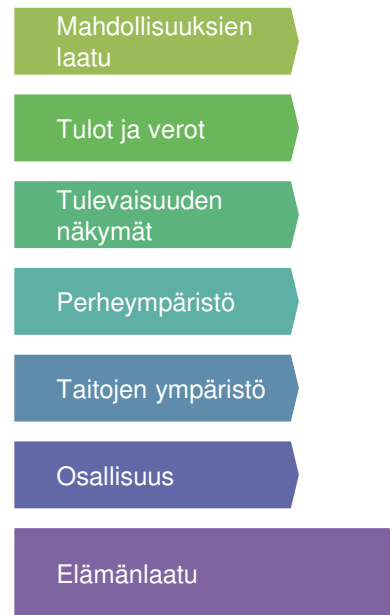 Mahdollisuuksien
laatu
Tulot ja verot
Tulevaisuuden
näkymät
Perheympäristö
Taitojen ympäristö
Osallisuus
Elämänlaatu